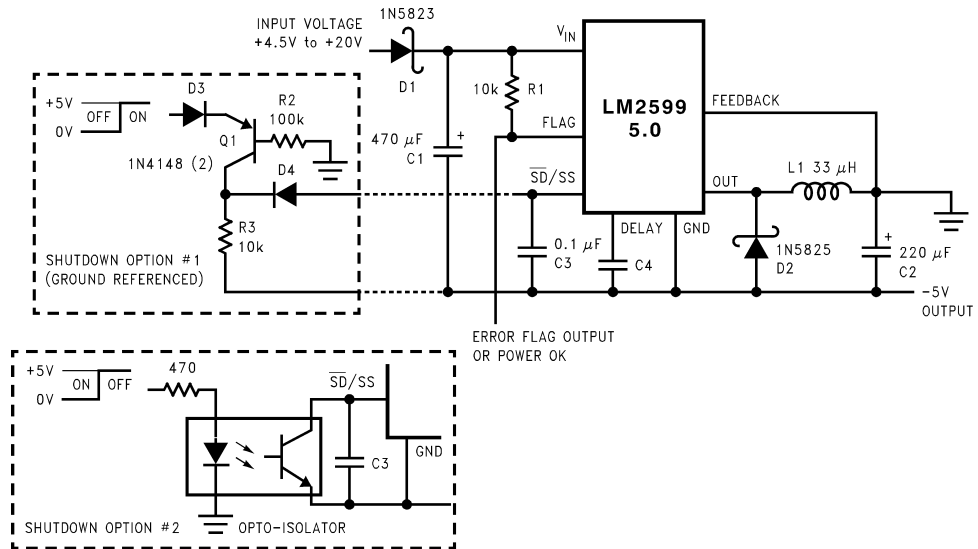 1N5823
INPUT VOLTAGE
+4.5V to +20V
D1
VIN
10k R1
FLAG
LM2599
5.0
FEEDBACK
L1 33 μH
OUT
+5V
0V
OFF ON
D3
R2
100k
Q1
1N4148 (2)
D4
R3
10k
SHUTDOWN OPTION #1
(GROUND REFERENCED)
470 μF
+
C1
SD/SS
DELAY
GND
0.1 μF
C3
C4
1N5825
D2
+
220 μF
C2
-5V
OUTPUT
ERROR FLAG OUTPUT
OR POWER OK
+5V
0V
ON OFF
470
SD/SS
GND
C3
SHUTDOWN OPTION #2
OPTO-ISOLATOR